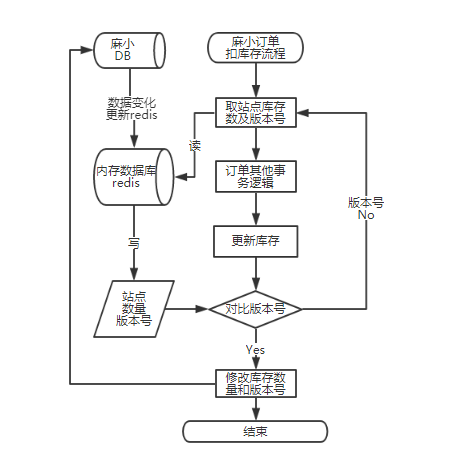 麻小
DB
麻小订单
扣库存流程
数据变化
更新redis
取站点库存
数及版本号
读
内存数据库
redis
订单其他事
务逻辑
版本号
No
写
更新库存
站点
数量
版本号
对比版本号
Yes
修改库存数
量和版本号
结束